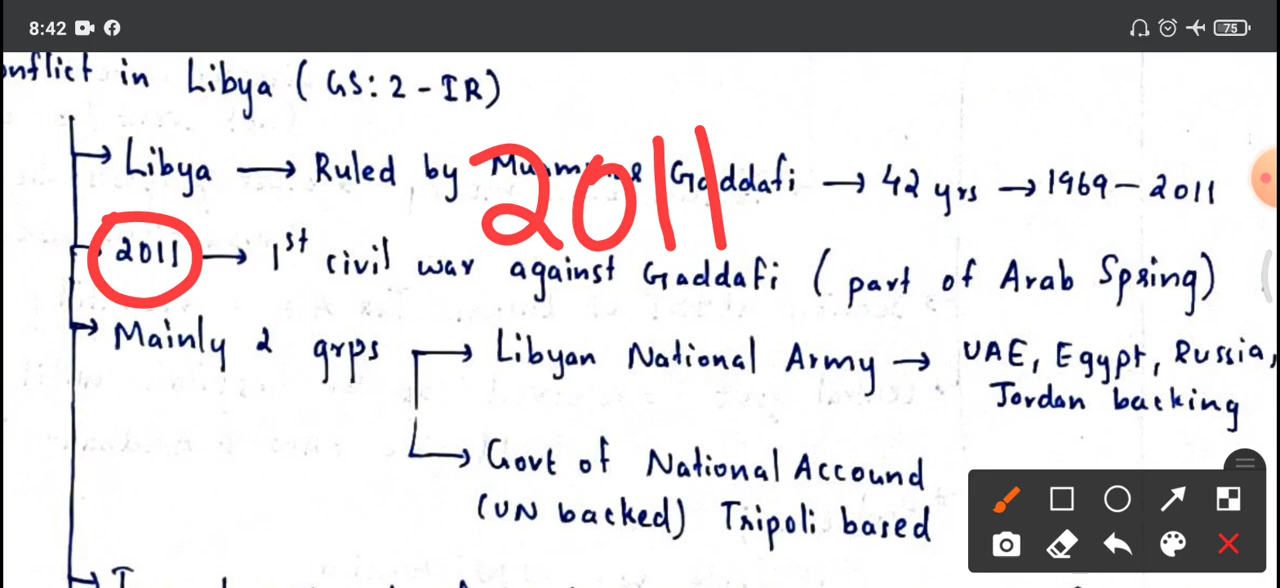 8:42
75
onflict in Libya (GS:2-IR)
→ Libya → Ruled by Gaddafi → 42 yrs → 1969-2011
2011
2011 → 1st civil war against Gaddafi (part of Arab Spring)
→ Mainly 2 grps → Libyan National Army → UAE, Egypt, Russia,
Jordan backing
→ Govt of National Accound
(UN backed) Tripoli based